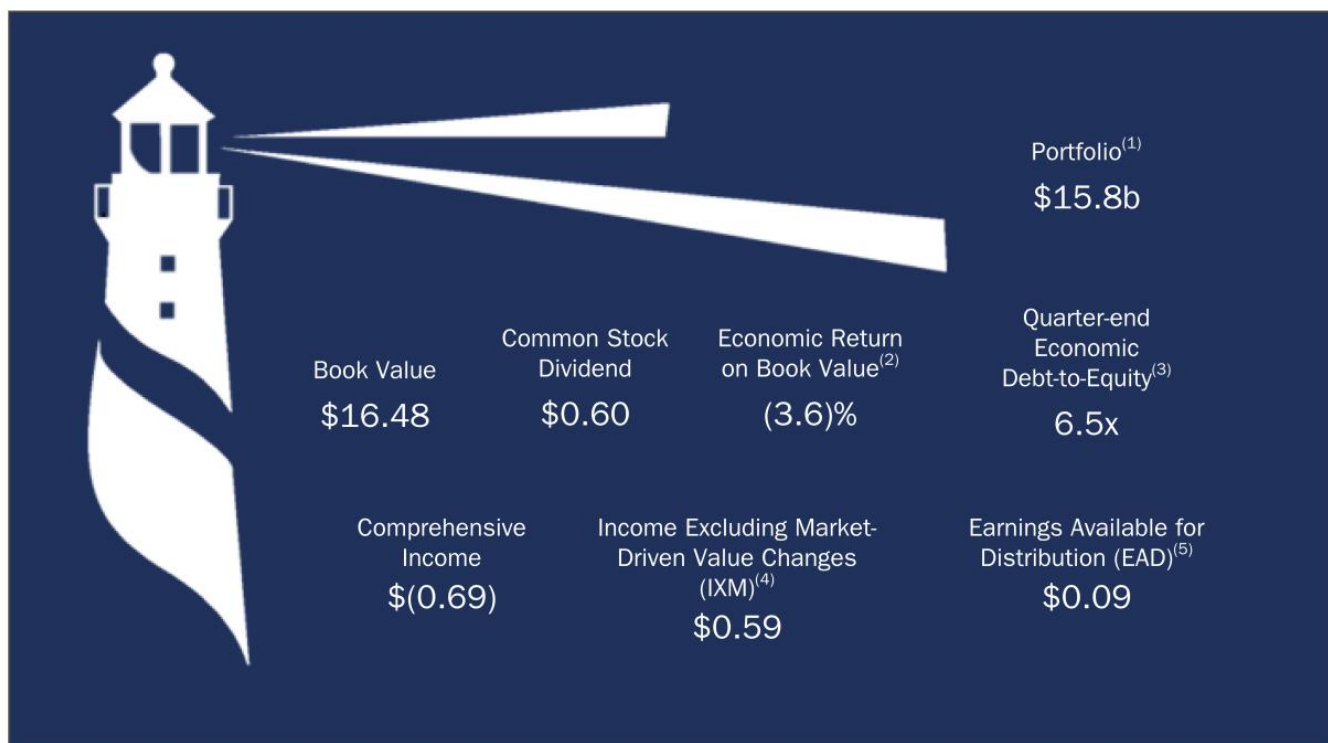 Portfolio(1)
$15.8b
Book Value
$16.48
Common Stock
Dividend
$0.60
Economic Return
on Book Value(2)
(3.6)%
Quarter-end
Economic
Debt-to-Equity(3)
6.5x
Comprehensive
Income
$(0.69)
Income Excluding Market-
Driven Value Changes
(IXM)(4)
$0.59
Earnings Available for
Distribution (EAD)(5)
$0.09